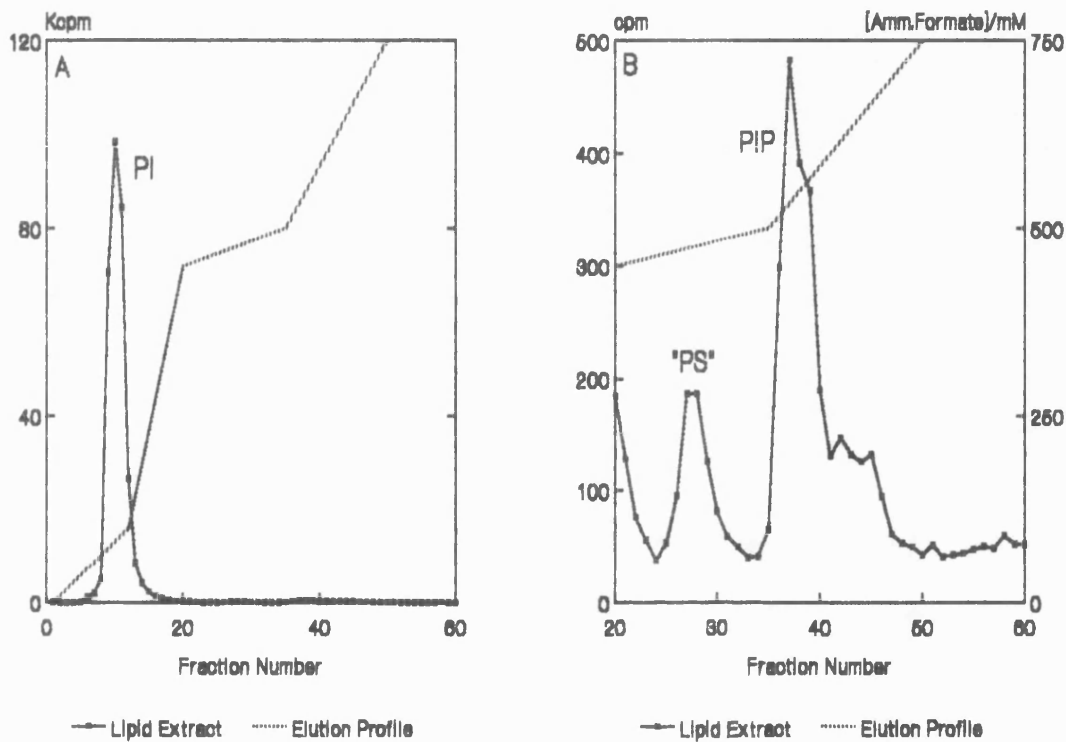 Kcpm
120
A
PI
80
40
0
0 20 40 60
Fraction Number
Lipid Extract Elution Profile
cpm [Amm.Formate]/mM
500 750
B
PIP
400
300 500
"PS"
200
250
100
0 0
20 30 40 50 60
Fraction Number
Lipid Extract Elution Profile